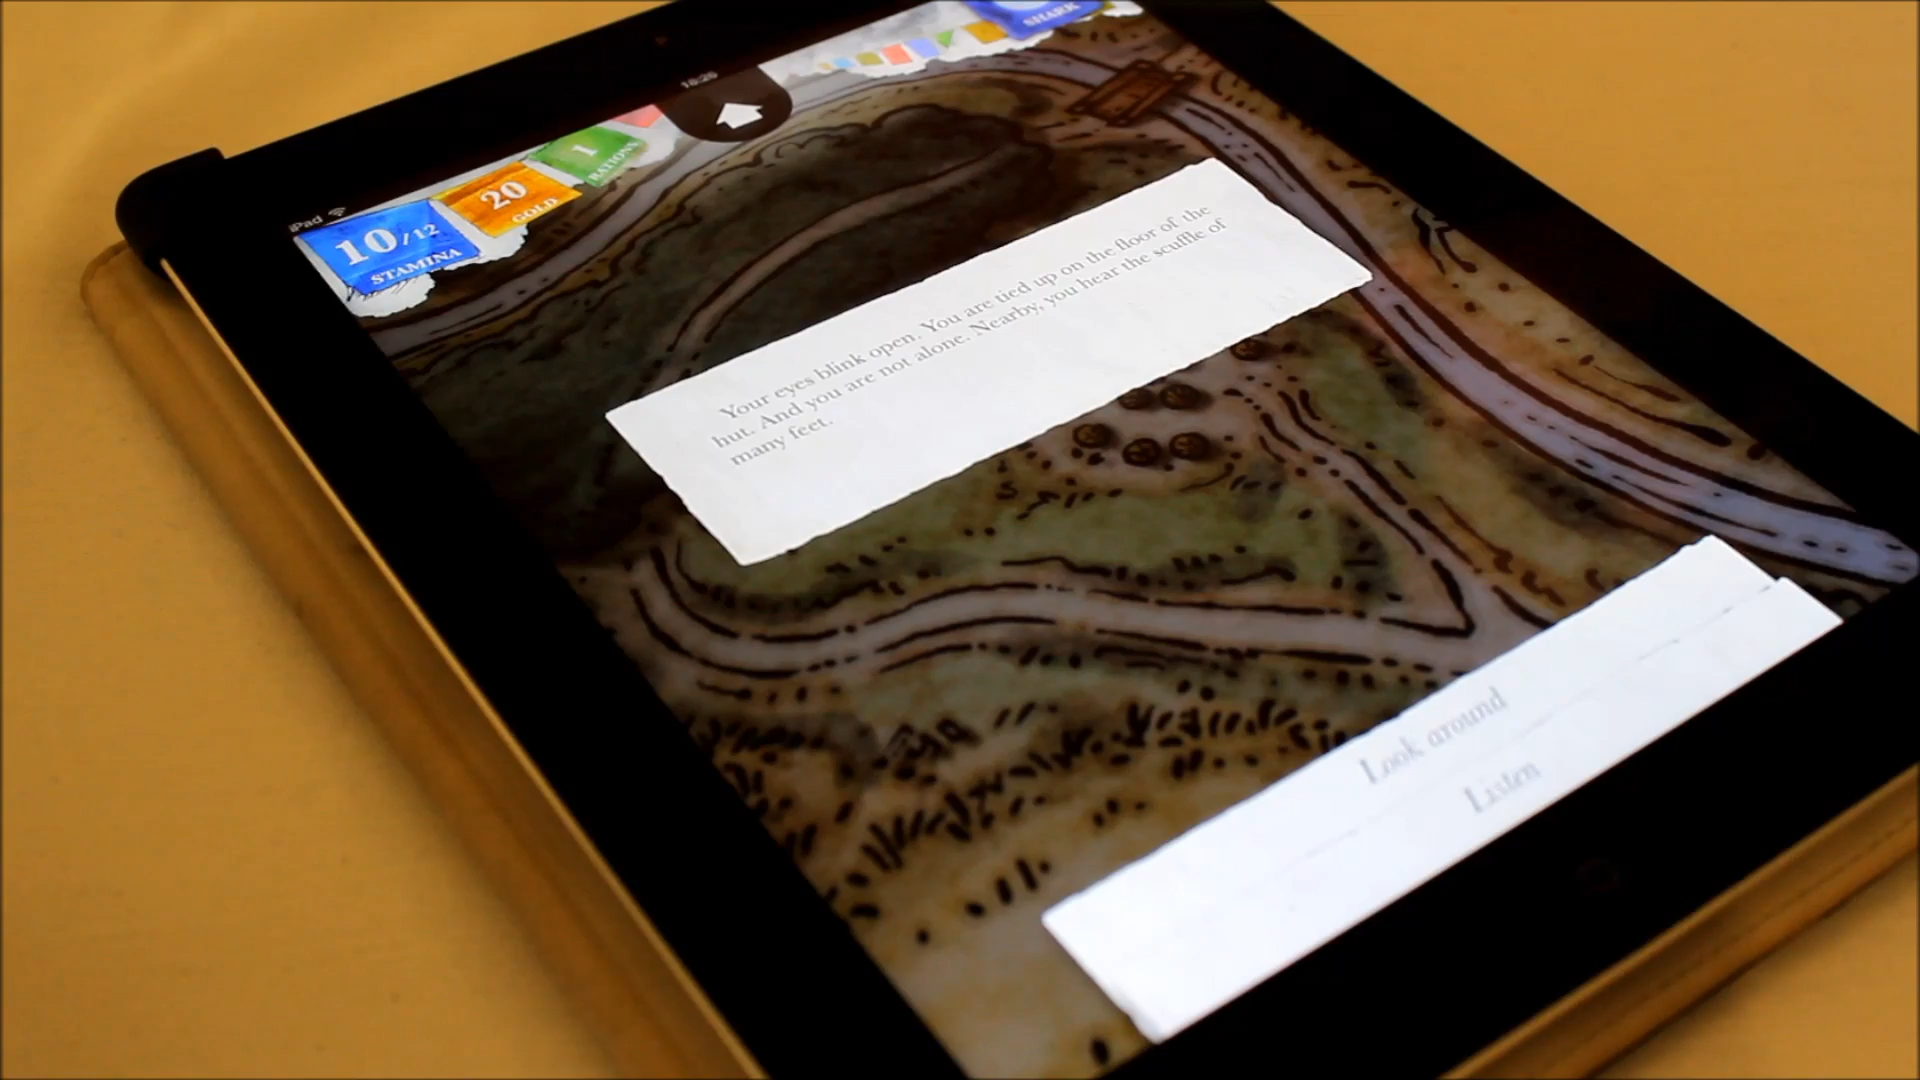 iPad
18:26
10/12
STAMINA
20
GOLD
1
RATIONS
SHARK
Your eyes blink open. You are tied up on the floor of the
hut. And you are not alone. Nearby, you hear the scuffle of
many feet.
Look around
Listen